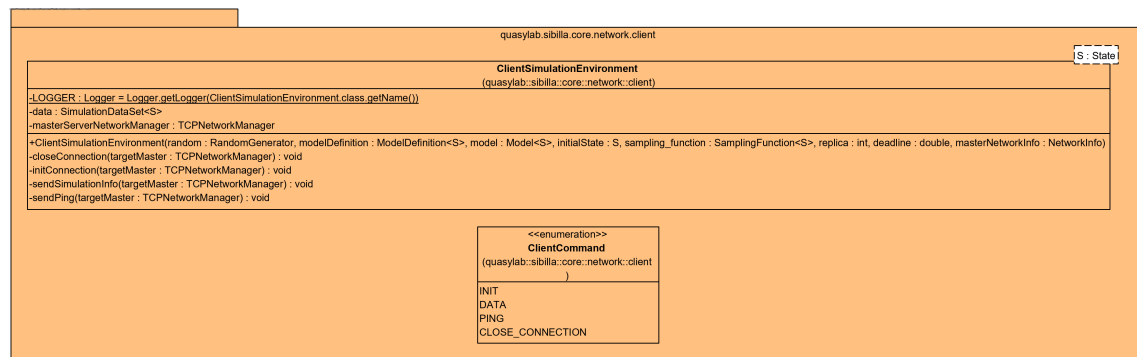 quasylab.sibilla.core.network.client
S : State
ClientSimulationEnvironment
(quasylab::sibilla::core::network::client)
-LOGGER : Logger = Logger.getLogger(ClientSimulationEnvironment.class.getName())
-data : SimulationDataSet<S>
-masterServerNetworkManager : TCPNetworkManager
+ClientSimulationEnvironment(random : RandomGenerator, modelDefinition : ModelDefinition<S>, model : Model<S>, initialState : S, sampling_function : SamplingFunction<S>, replica : int, deadline : double, masterNetworkInfo : NetworkInfo)
-closeConnection(targetMaster : TCPNetworkManager) : void
-initConnection(targetMaster : TCPNetworkManager) : void
-sendSimulationInfo(targetMaster : TCPNetworkManager) : void
-sendPing(targetMaster : TCPNetworkManager) : void
<<enumeration>>
ClientCommand
(quasylab::sibilla::core::network::client
)
INIT
DATA
PING
CLOSE_CONNECTION